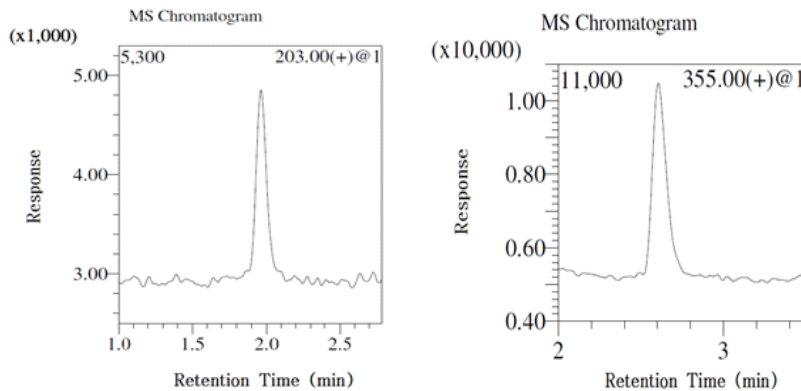 MS Chromatogram
(x1,000)
5,300 203.00(+)@1
5.00
4.00
3.00
Response
1.0 1.5 2.0 2.5
Retention Time (min)
MS Chromatogram
(x10,000)
11,000 355.00(+)@1
1.00
0.80
0.60
0.40
Response
2 3
Retention Time (min)